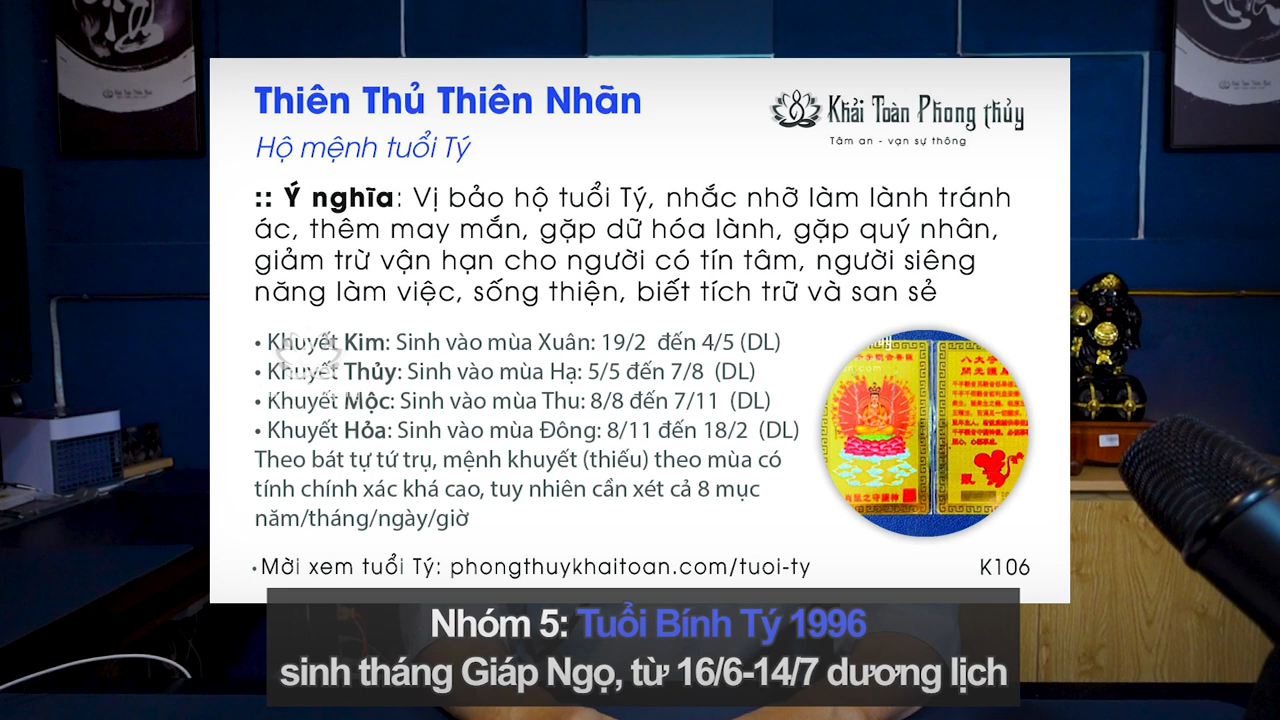 Thiên Thủ Thiên Nhãn
Hộ mệnh tuổi Tý
Khải Toàn Phong thủy
Tâm an - vạn sự thông
:: Ý nghĩa: Vị bảo hộ tuổi Tý, nhắc nhỡ làm lành tránh
ác, thêm may mắn, gặp dữ hóa lành, gặp quý nhân,
giảm trừ vận hạn cho người có tín tâm, người siêng
năng làm việc, sống thiện, biết tích trữ và san sẻ
• Khuyết Kim: Sinh vào mùa Xuân: 19/2 đến 4/5 (DL)
• Khuyết Thủy: Sinh vào mùa Hạ: 5/5 đến 7/8 (DL)
• Khuyết Mộc: Sinh vào mùa Thu: 8/8 đến 7/11 (DL)
• Khuyết Hỏa: Sinh vào mùa Đông: 8/11 đến 18/2 (DL)
Theo bát tự tứ trụ, mệnh khuyết (thiếu) theo mùa có
tính chính xác khá cao, tuy nhiên cần xét cả 8 mục
năm/tháng/ngày/giờ
•Mời xem tuổi Tý: phongthuykhaitoan.com/tuoi-ty
K106
Nhóm 5: Tuổi Bính Tý 1996
sinh tháng Giáp Ngọ, từ 16/6-14/7 dương lịch